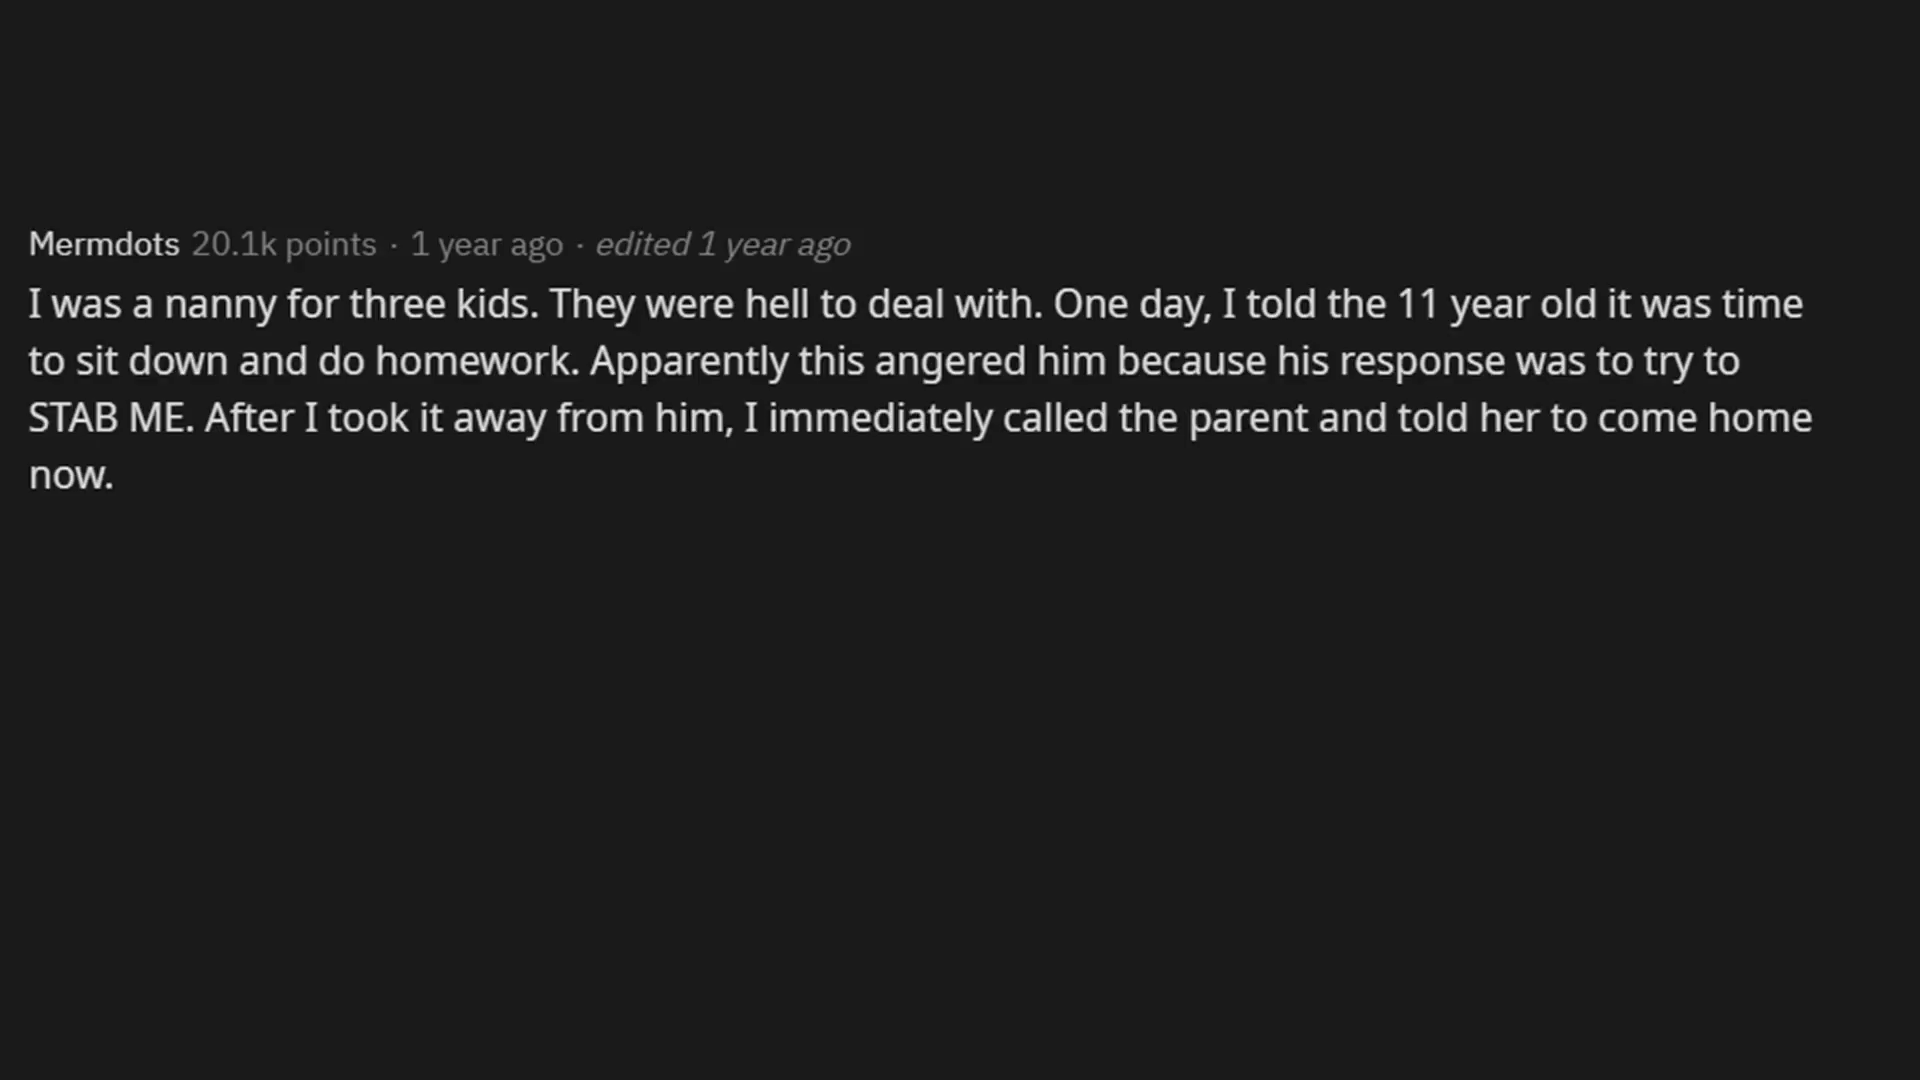 Mermdots 20.1k points · 1 year ago · edited 1 year ago
I was a nanny for three kids. They were hell to deal with. One day, I told the 11 year old it was time
to sit down and do homework. Apparently this angered him because his response was to try to
STAB ME. After I took it away from him, I immediately called the parent and told her to come home
now.